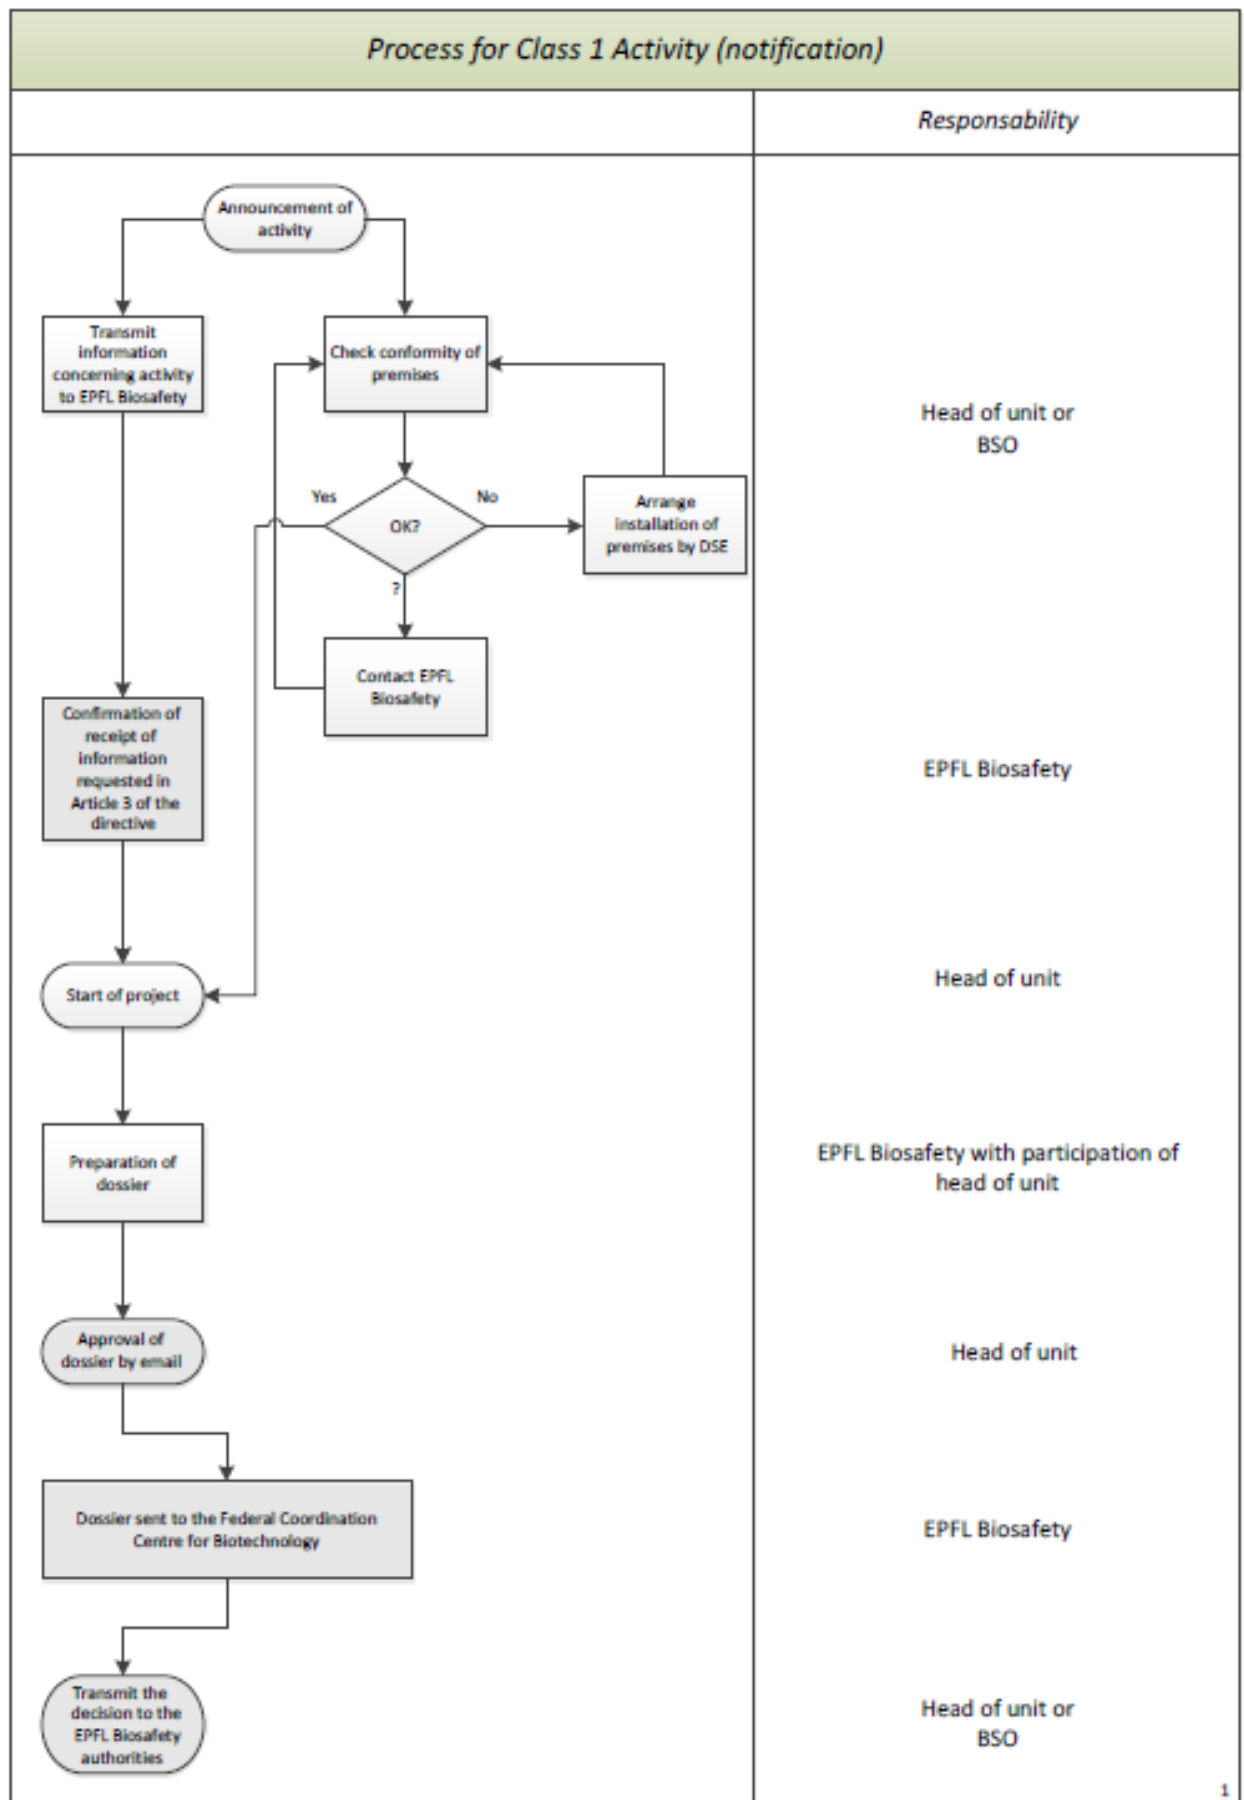 Process for Class 1 Activity (notification)
Responsability
Announcement of
activity
Transmit
information
concerning activity
to EPFL Biosafety
Check conformity of
premises
Head of unit or
BSO
Yes
OK?
No
Arrange
installation of
premises by DSE
?
Contact EPFL
Biosafety
Confirmation of
receipt of
information
requested in
Article 3 of the
directive
EPFL Biosafety
Start of project
Head of unit
Preparation of
dossier
EPFL Biosafety with participation of
head of unit
Approval of
dossier by email
Head of unit
Dossier sent to the Federal Coordination
Centre for Biotechnology
EPFL Biosafety
Transmit the
decision to the
EPFL Biosafety
authorities
Head of unit or
BSO
1